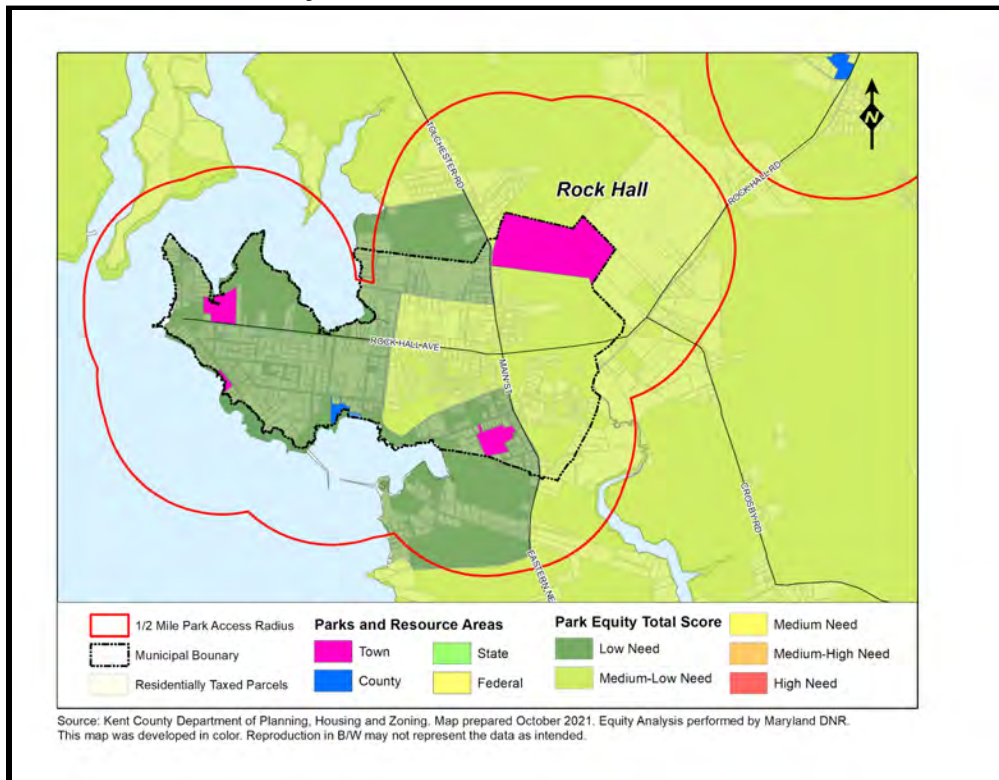 TOLCHESTER RD
Rock Hall
N
ROCK HALL RD
ROCK HALL AVE
MAIN ST
CROSBY RD
EASTERN NE
1/2 Mile Park Access Radius
Municipal Bounary
Residentially Taxed Parcels
Parks and Resource Areas
Town
State
County
Federal
Park Equity Total Score
Low Need
Medium-Low Need
Medium Need
Medium-High Need
High Need
Source: Kent County Department of Planning, Housing and Zoning. Map prepared October 2021. Equity Analysis performed by Maryland DNR.
This map was developed in color. Reproduction in B/W may not represent the data as intended.